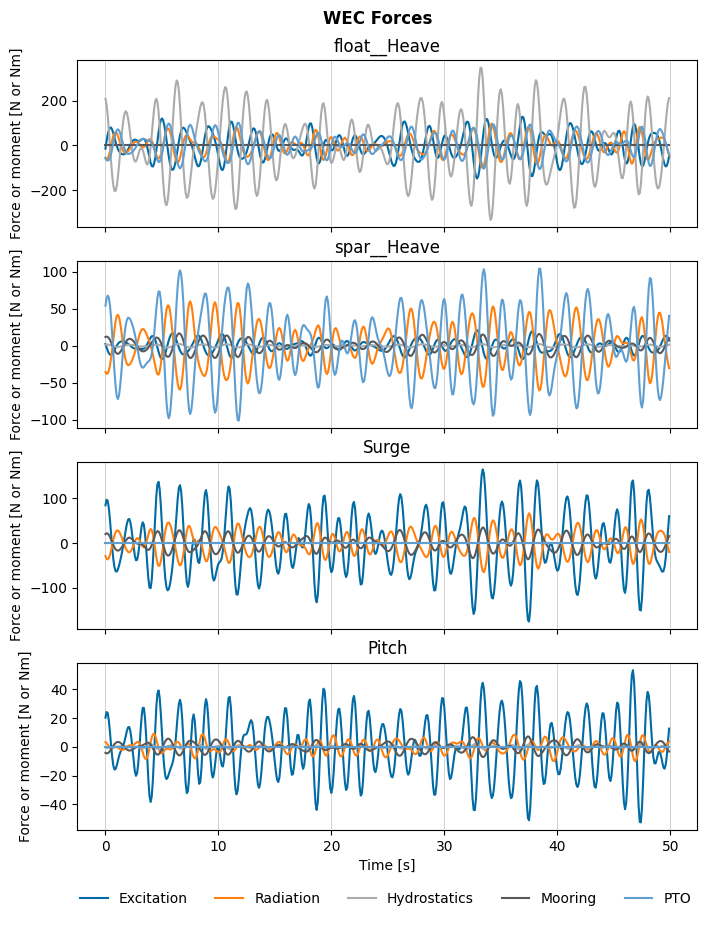 WEC Forces
float__Heave
Force or moment [N or Nm]
200
0
−200
spar__Heave
Force or moment [N or Nm]
100
50
0
−50
−100
Surge
Force or moment [N or Nm]
100
0
−100
Pitch
Force or moment [N or Nm]
40
20
0
−20
−40
0 10 20 30 40 50
Time [s]
Excitation Radiation Hydrostatics Mooring PTO